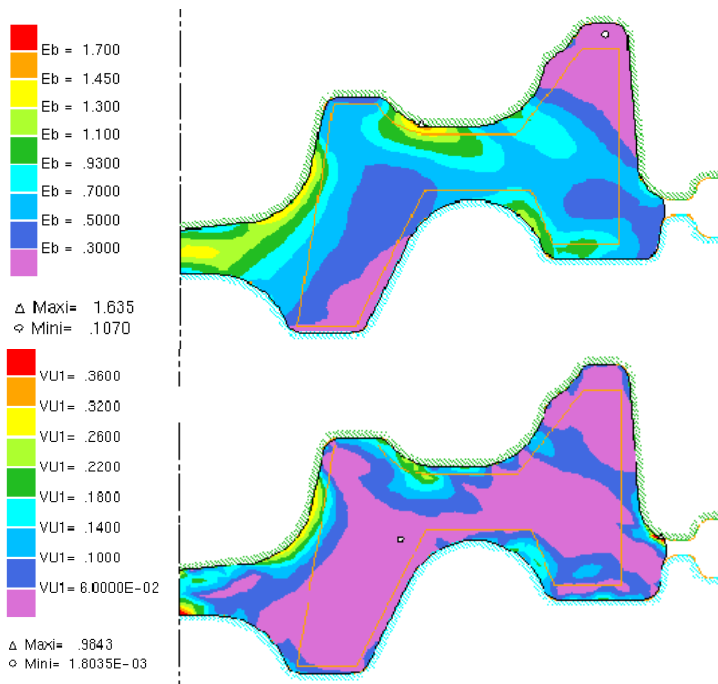 Eb = 1.700
Eb = 1.450
Eb = 1.300
Eb = 1.100
Eb = .9300
Eb = .7000
Eb = .5000
Eb = .3000
Maxi= 1.635
Mini= .1070
VU1= .3600
VU1= .3200
VU1= .2600
VU1= .2200
VU1= .1800
VU1= .1400
VU1= .1000
VU1= 6.0000E-02
Maxi= .9843
Mini= 1.8035E-03